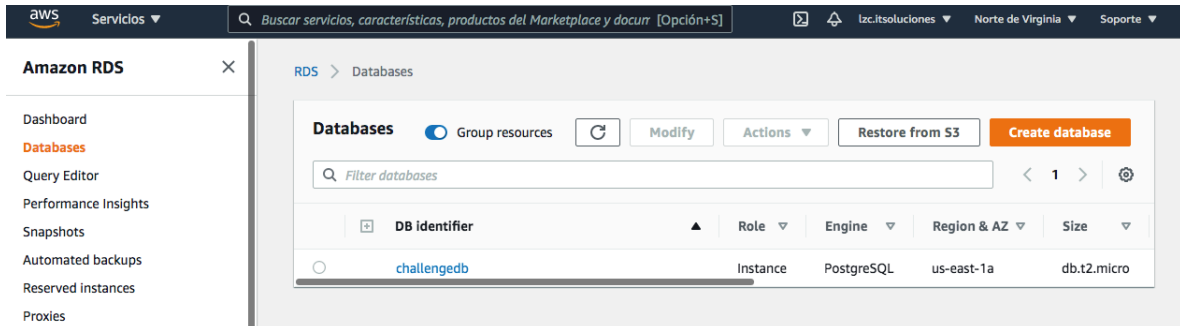 aws
Servicios ▼
Buscar servicios, características, productos del Marketplace y docum [Opción+S]
lzc.itsoluciones ▼
Norte de Virginia ▼
Soporte ▼
Amazon RDS
Dashboard
Databases
Query Editor
Performance Insights
Snapshots
Automated backups
Reserved instances
Proxies
RDS > Databases
Databases
Group resources
Modify
Actions ▼
Restore from S3
Create database
Filter databases
< 1 >
DB identifier
Role
Engine
Region & AZ
Size
challengedb
Instance
PostgreSQL
us-east-1a
db.t2.micro